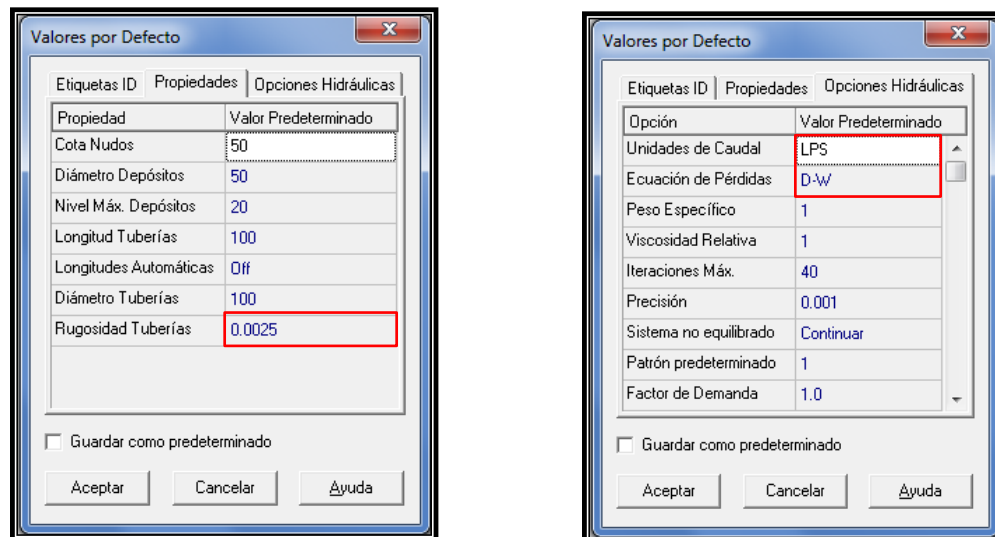 Valores por Defecto
Etiquetas ID Propiedades Opciones Hidráulicas
Propiedad Valor Predeterminado
Cota Nudos 50
Diámetro Depósitos 50
Nivel Máx. Depósitos 20
Longitud Tuberías 100
Longitudes Automáticas Off
Diámetro Tuberías 100
Rugosidad Tuberías 0.0025
Guardar como predeterminado
Aceptar Cancelar Ayuda
Valores por Defecto
Etiquetas ID Propiedades Opciones Hidráulicas
Opción Valor Predeterminado
Unidades de Caudal LPS
Ecuación de Pérdidas D-W
Peso Específico 1
Viscosidad Relativa 1
Iteraciones Máx. 40
Precisión 0.001
Sistema no equilibrado Continuar
Patrón predeterminado 1
Factor de Demanda 1.0
Guardar como predeterminado
Aceptar Cancelar Ayuda